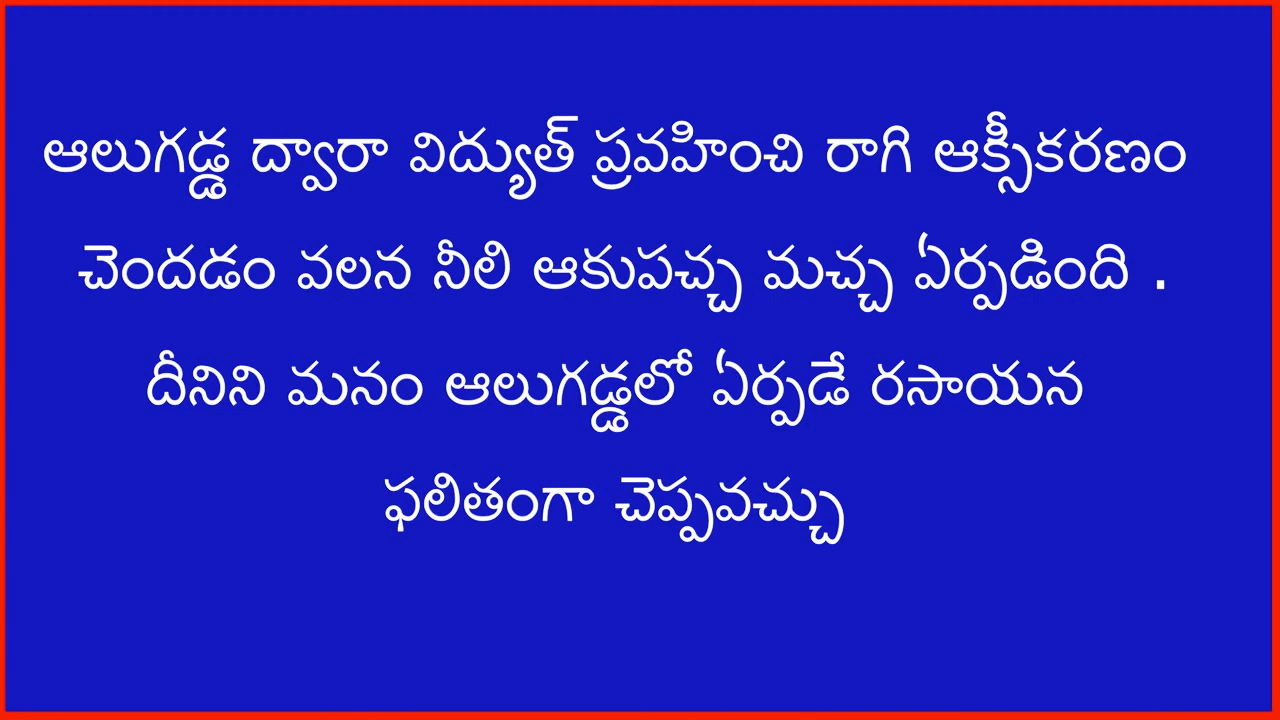 ఆలుగడ్డ ద్వారా విద్యుత్ ప్రవహించి రాగి ఆక్సీకరణం
చెందడం వలన నీలి ఆకుపచ్చ మచ్చ ఏర్పడింది .
దీనిని మనం ఆలుగడ్డలో ఏర్పడే రసాయన
ఫలితంగా చెప్పవచ్చు